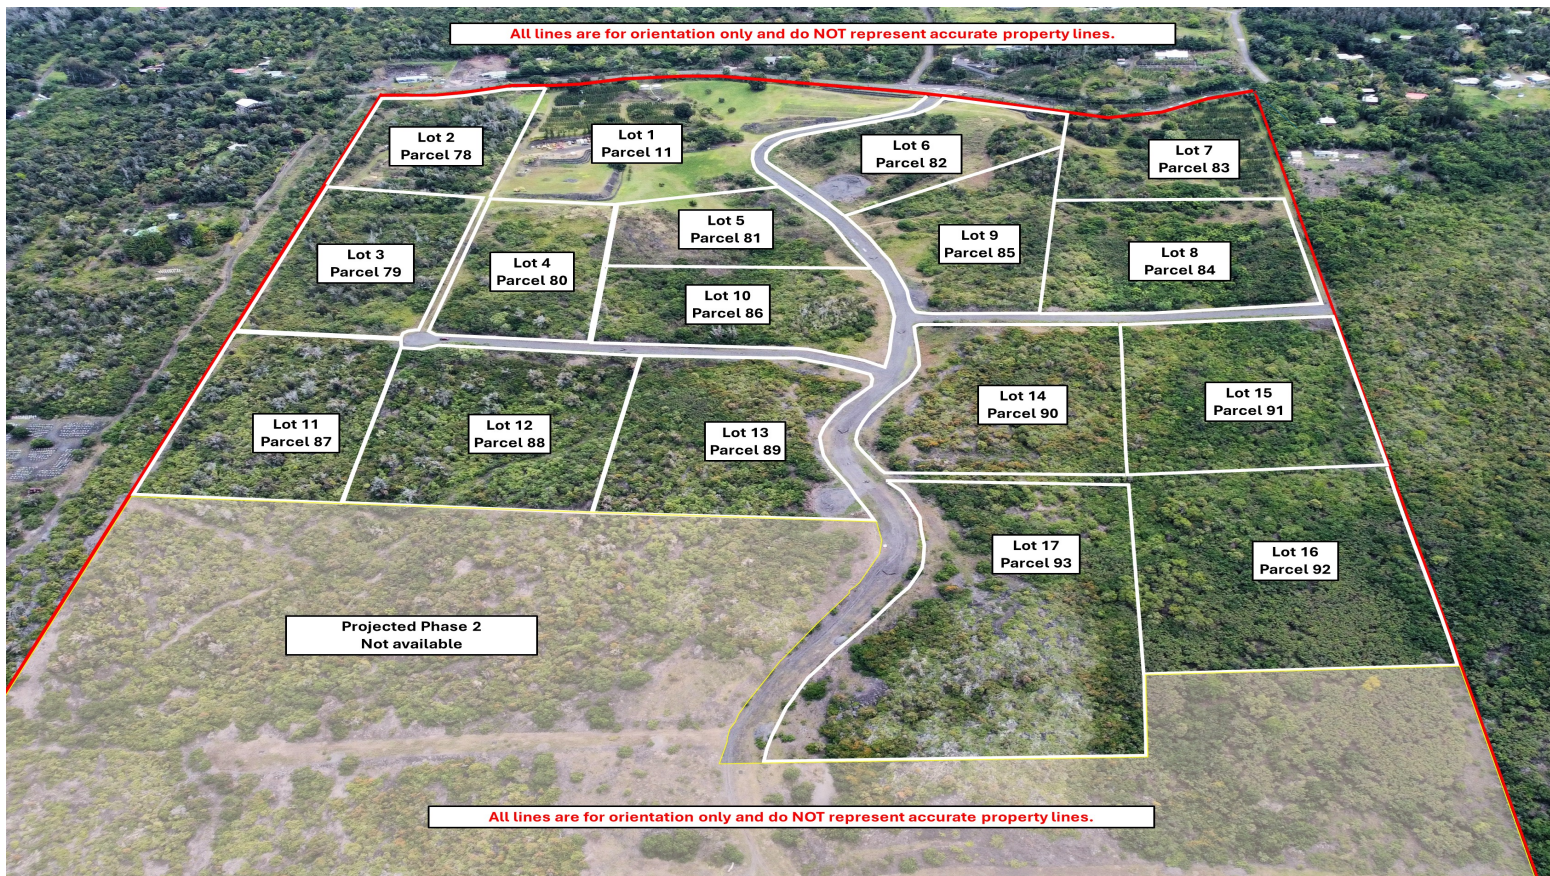 All lines are for orientation only and do NOT represent accurate property lines.
Lot 2
Parcel 78
Lot 1
Parcel 11
Lot 6
Parcel 82
Lot 7
Parcel 83
Lot 3
Parcel 79
Lot 4
Parcel 80
Lot 5
Parcel 81
Lot 9
Parcel 85
Lot 8
Parcel 84
Lot 10
Parcel 86
Lot 11
Parcel 87
Lot 12
Parcel 88
Lot 13
Parcel 89
Lot 14
Parcel 90
Lot 15
Parcel 91
Lot 17
Parcel 93
Lot 16
Parcel 92
Projected Phase 2
Not available
All lines are for orientation only and do NOT represent accurate property lines.